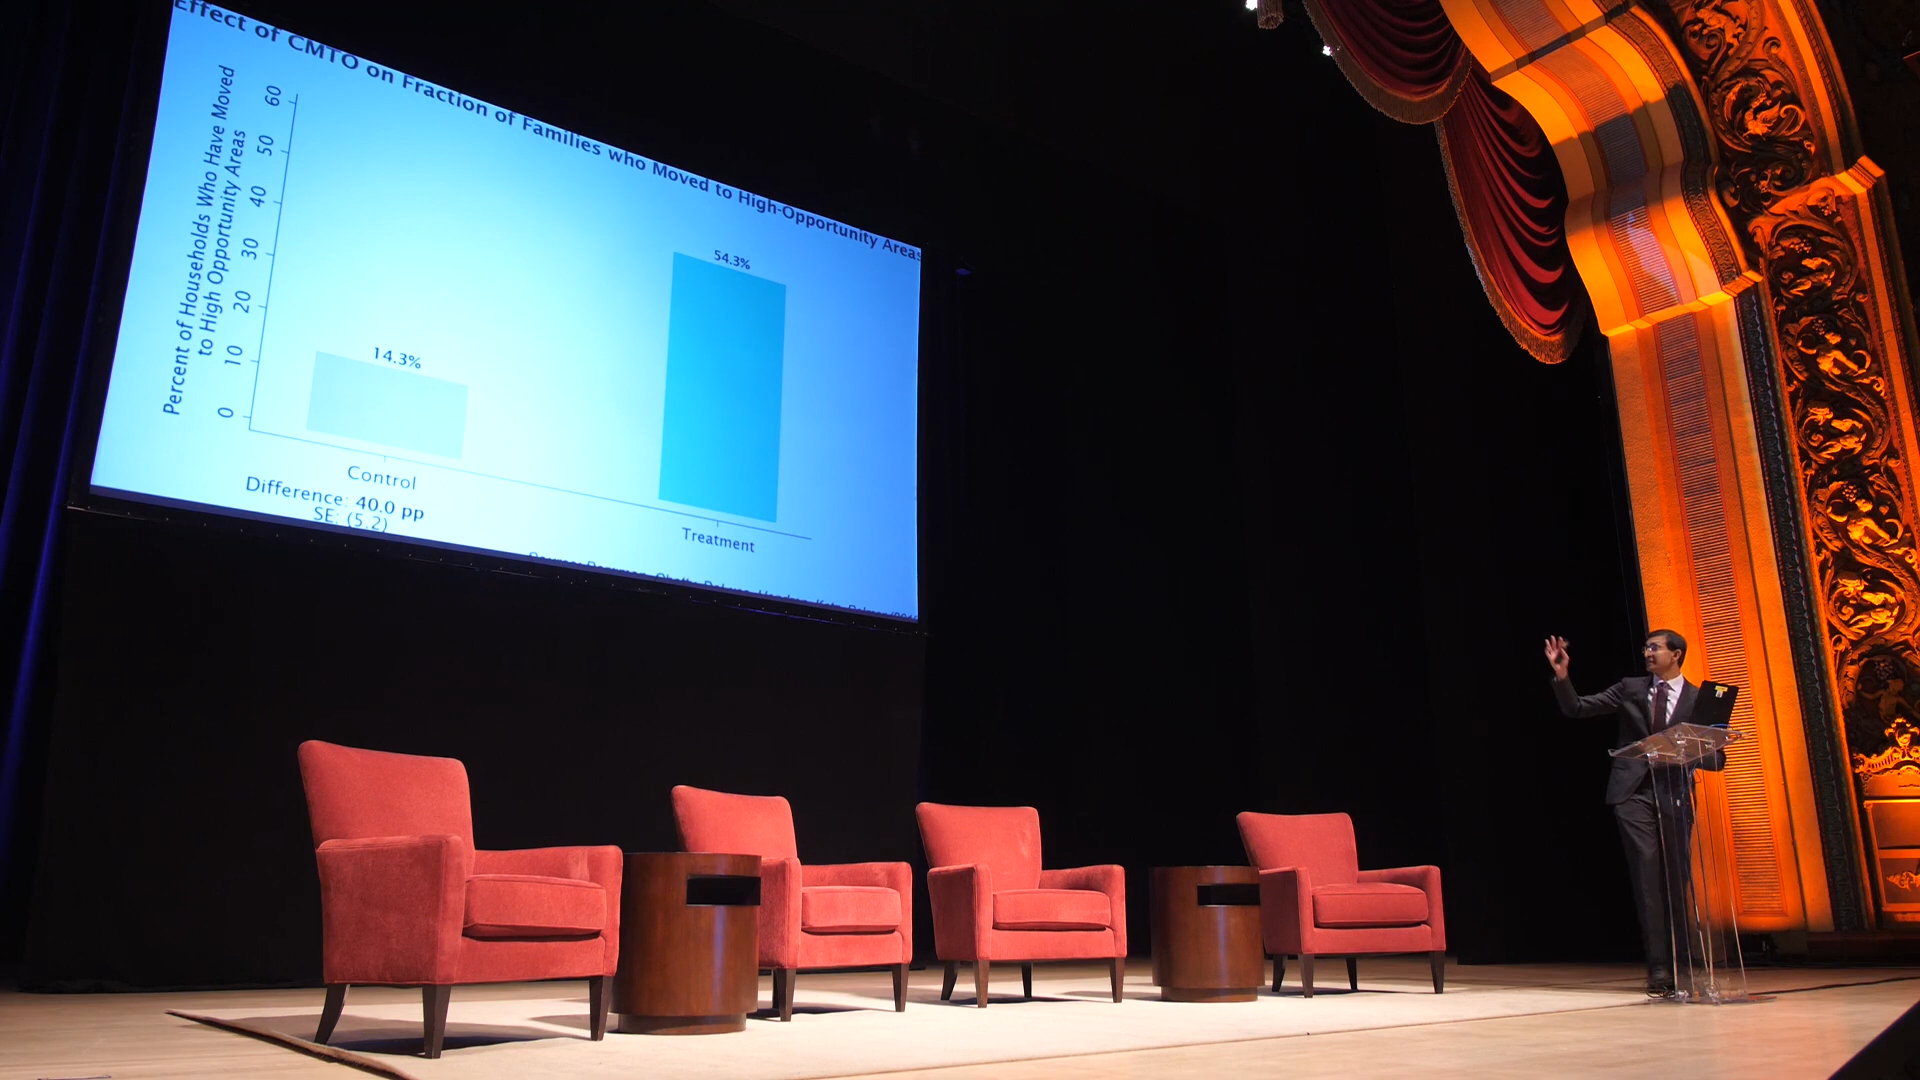 Effect of CMTO on Fraction of Families who Moved to High-Opportunity Areas
Percent of Households Who Have Moved
to High Opportunity Areas
60
50
40
30
20
10
0
14.3%
54.3%
Control
Treatment
Difference: 40.0 pp
SE: (5.2)